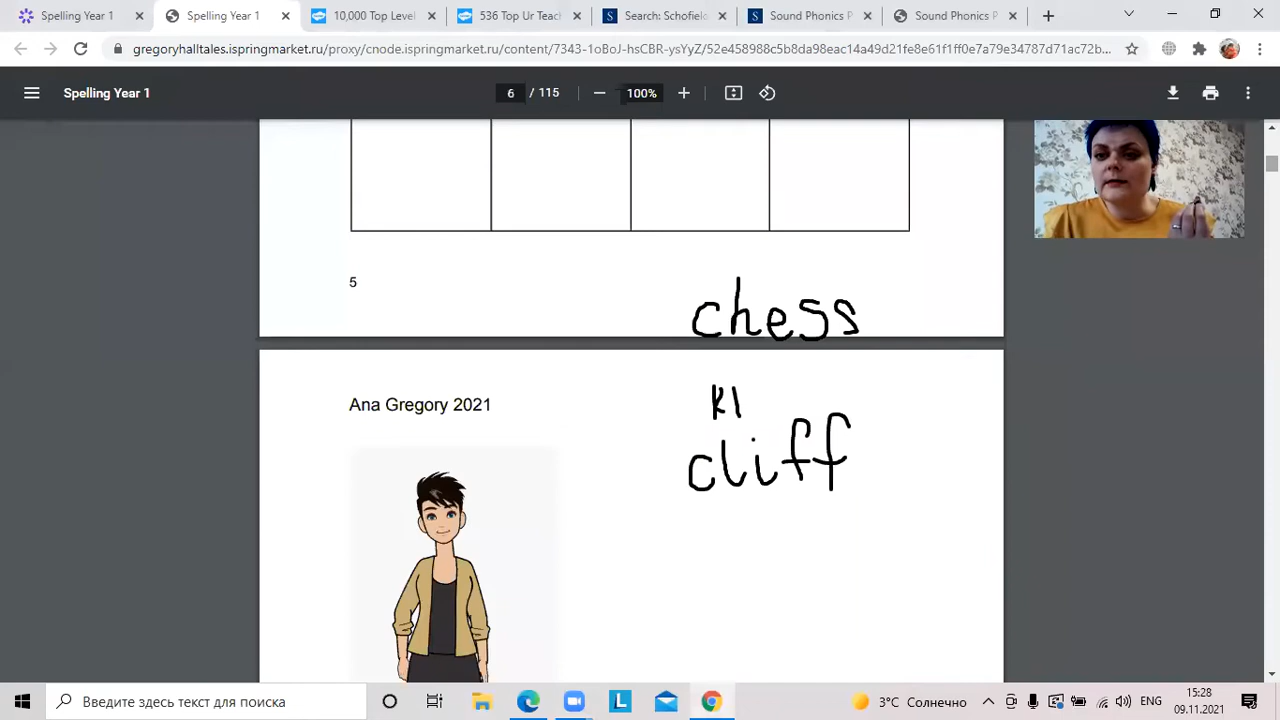 Spelling Year 1
Spelling Year 1
10,000 Top Level
536 Top Ur Teach
Search: Schofield
Sound Phonics P
Sound Phonics P
gregoryhalltales.ispringmarket.ru/proxy/cnode.ispringmarket.ru/content/7343-1oBoJ-hsCBR-ysYyZ/
Spelling Year 1
6 / 115
100%
5
chess
Ana Gregory 2021
kl
cliff
Введите здесь текст для поиска
3°C Солнечно
ENG
15:28
09.11.2021